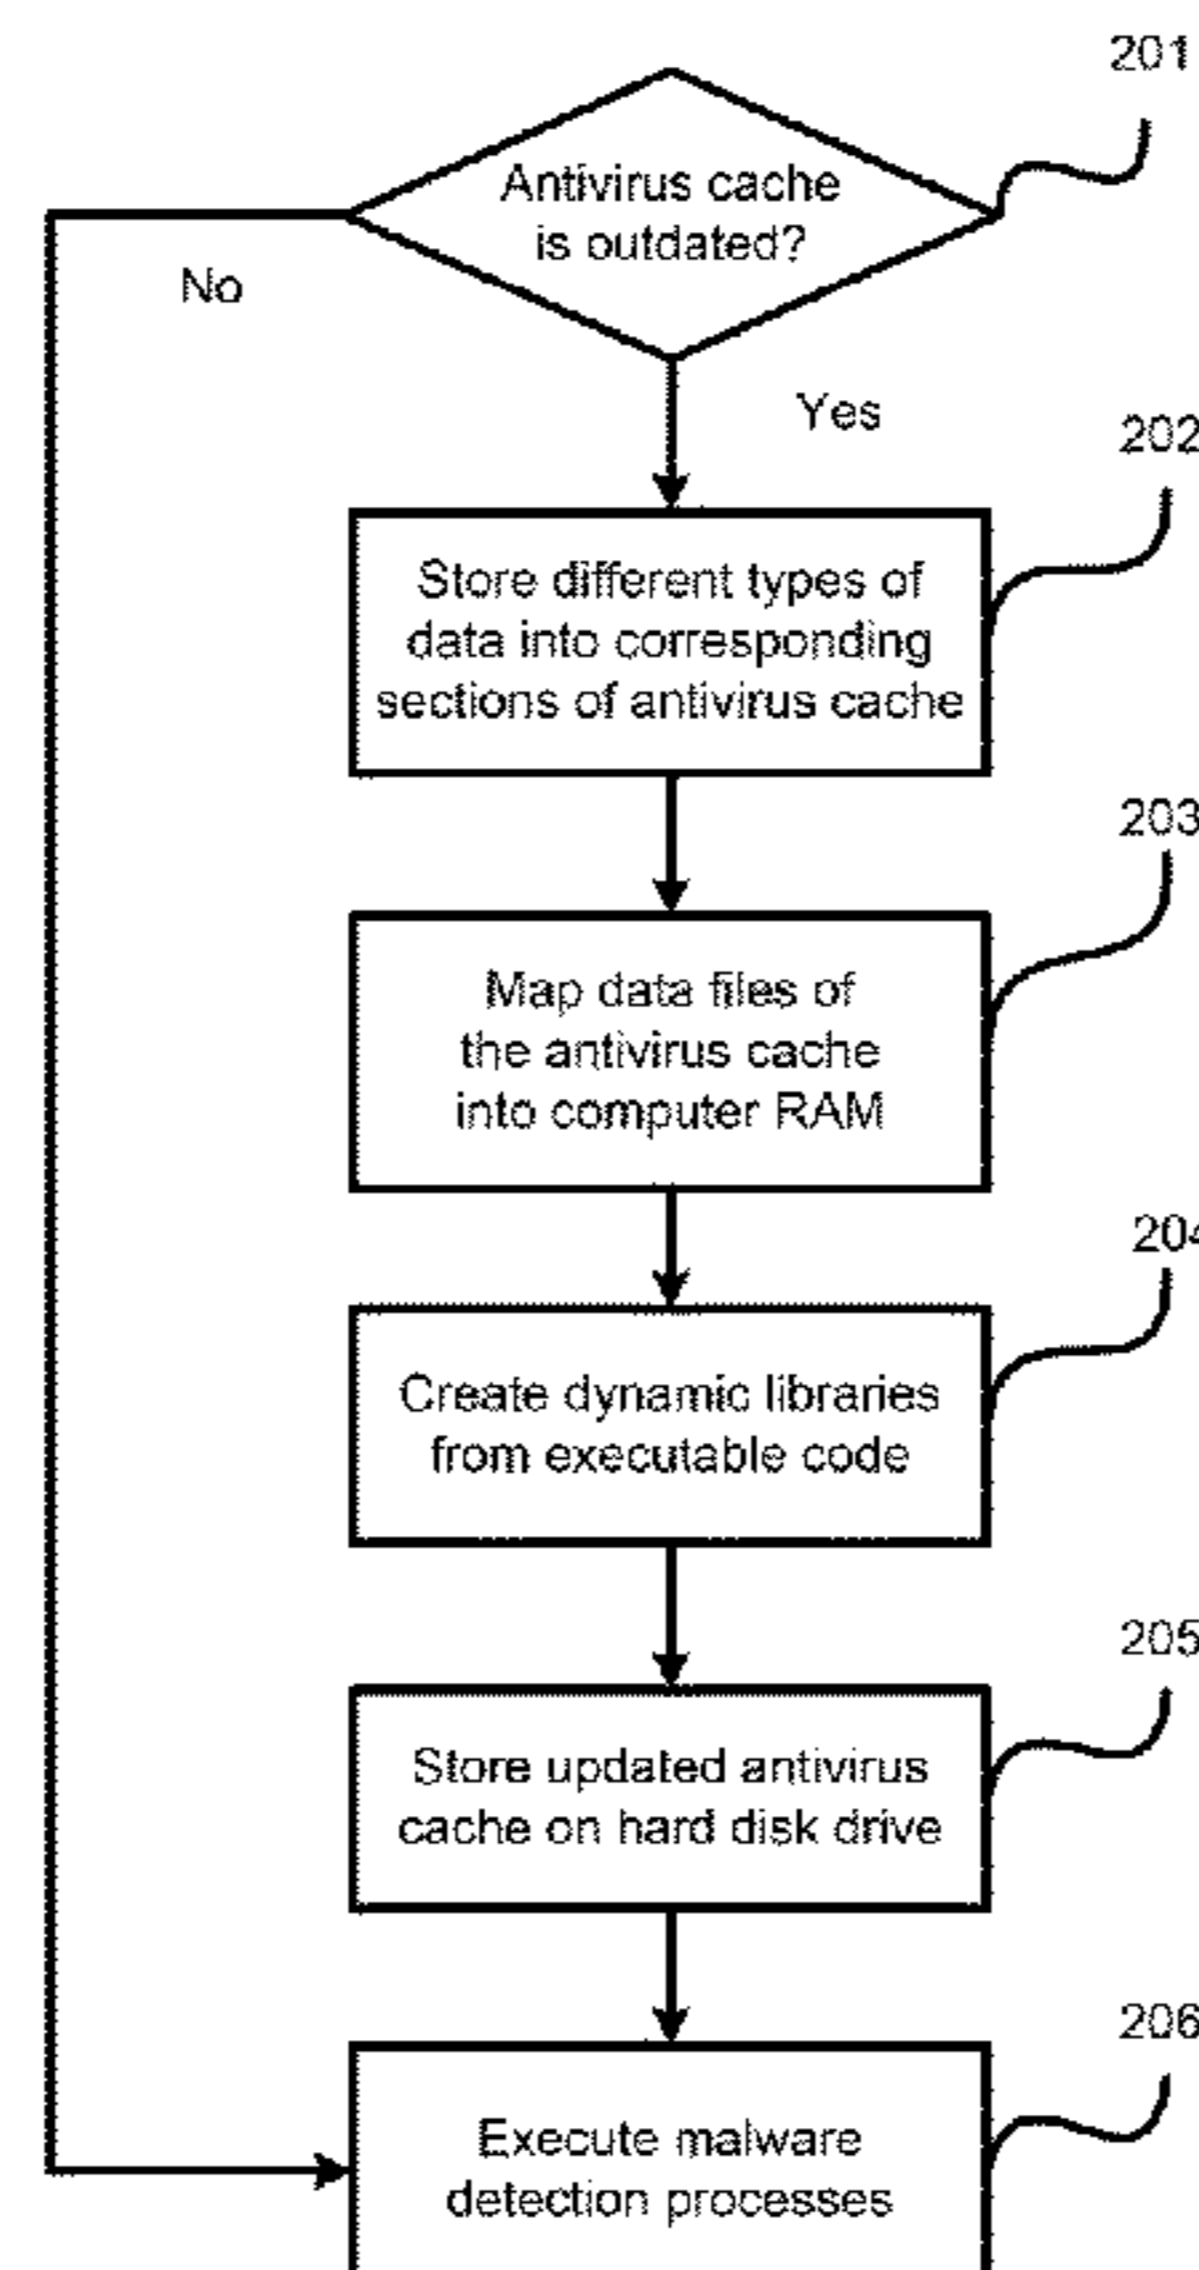 201
Antivirus cache
is outdated?
No
Yes
202
Store different types of
data into corresponding
sections of antivirus cache
203
Map data files of
the antivirus cache
into computer RAM
204
Create dynamic libraries
from executable code
205
Store updated antivirus
cache on hard disk drive
206
Execute malware
detection processes